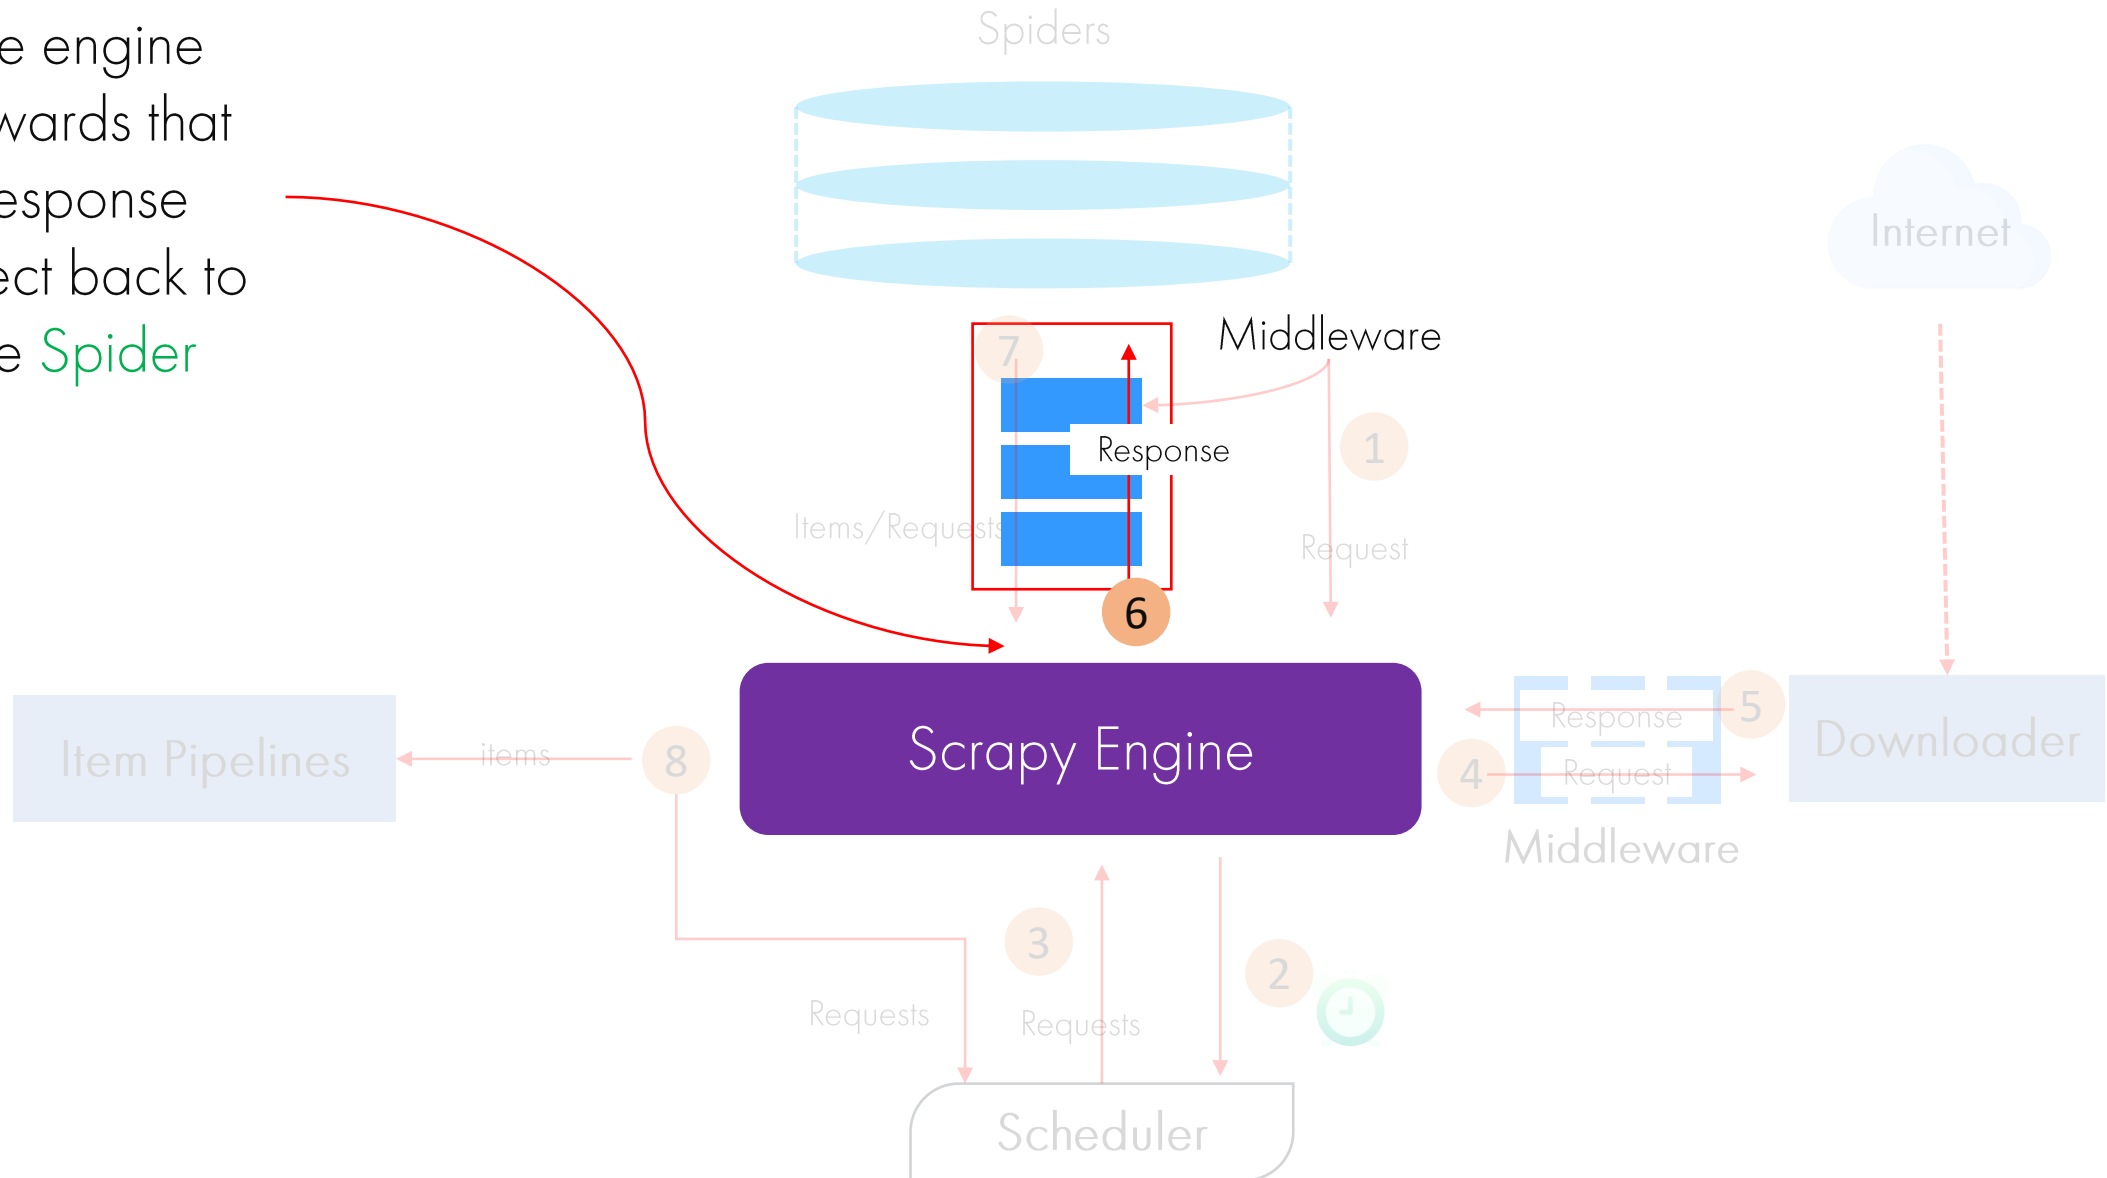 e engine
wards that
esponse
ect back to
e Spider
Spiders
Internet
7
Middleware
1
Response
Items/Requests
Request
6
Item Pipelines
items
8
Scrapy Engine
Response
5
4
Request
Downloader
Middleware
3
2
Requests
Requests
Scheduler